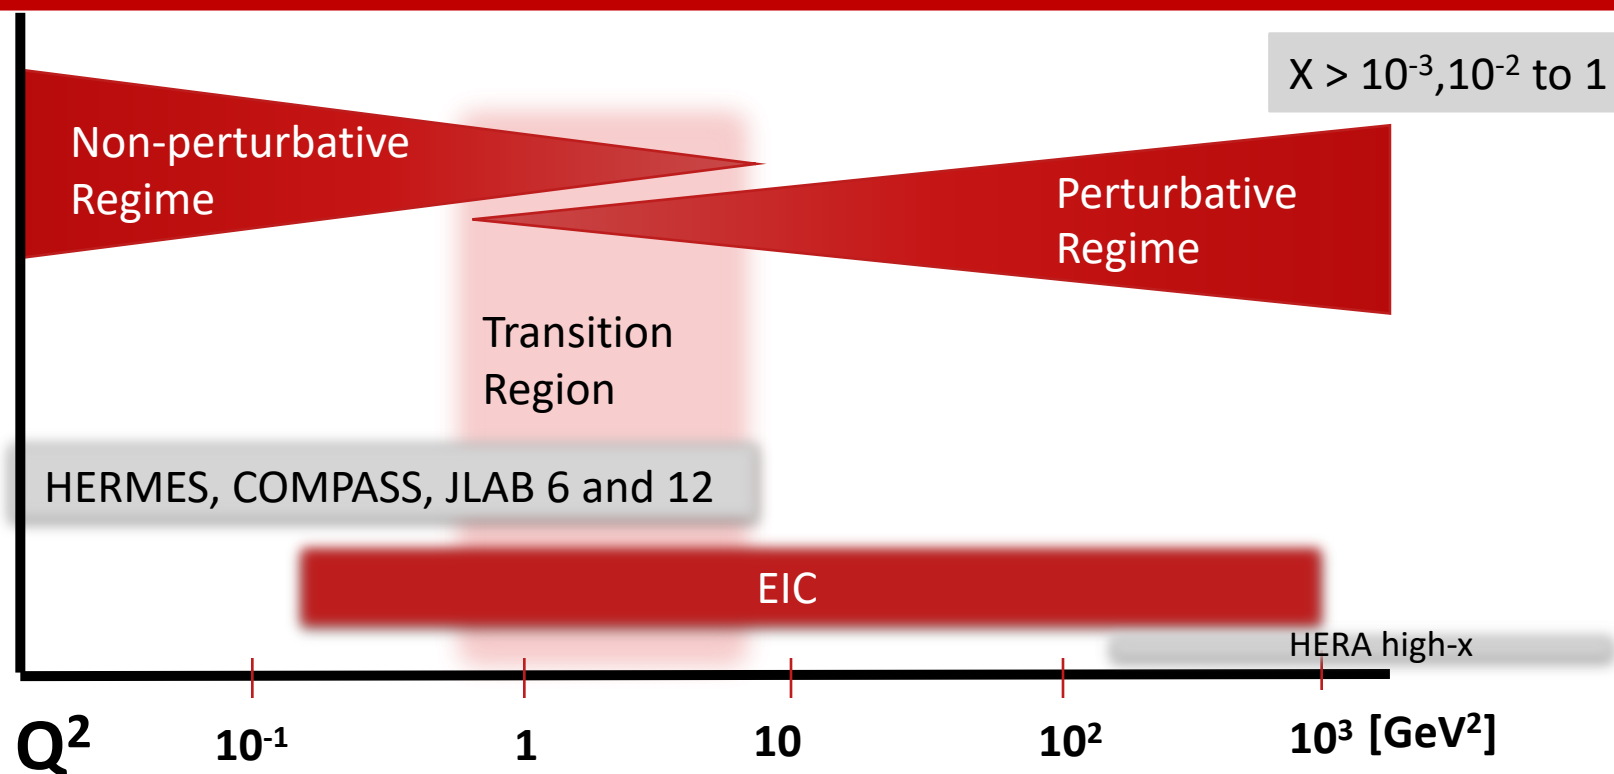 X > 10⁻³,10⁻² to 1
Non-perturbative
Regime
Perturbative
Regime
Transition
Region
HERMES, COMPASS, JLAB 6 and 12
EIC
HERA high-x
Q² 10⁻¹ 1 10 10² 10³ [GeV²]